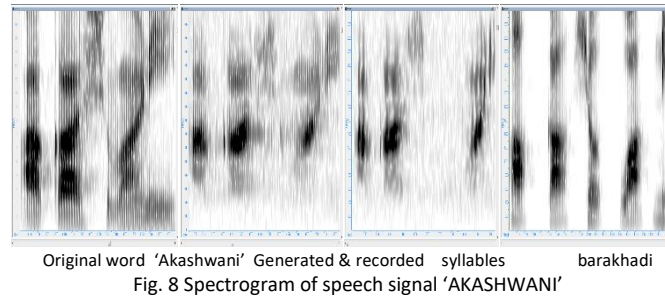 Original word 'Akashwani' Generated & recorded syllables barakhadi
Fig. 8 Spectrogram of speech signal 'AKASHWANI'